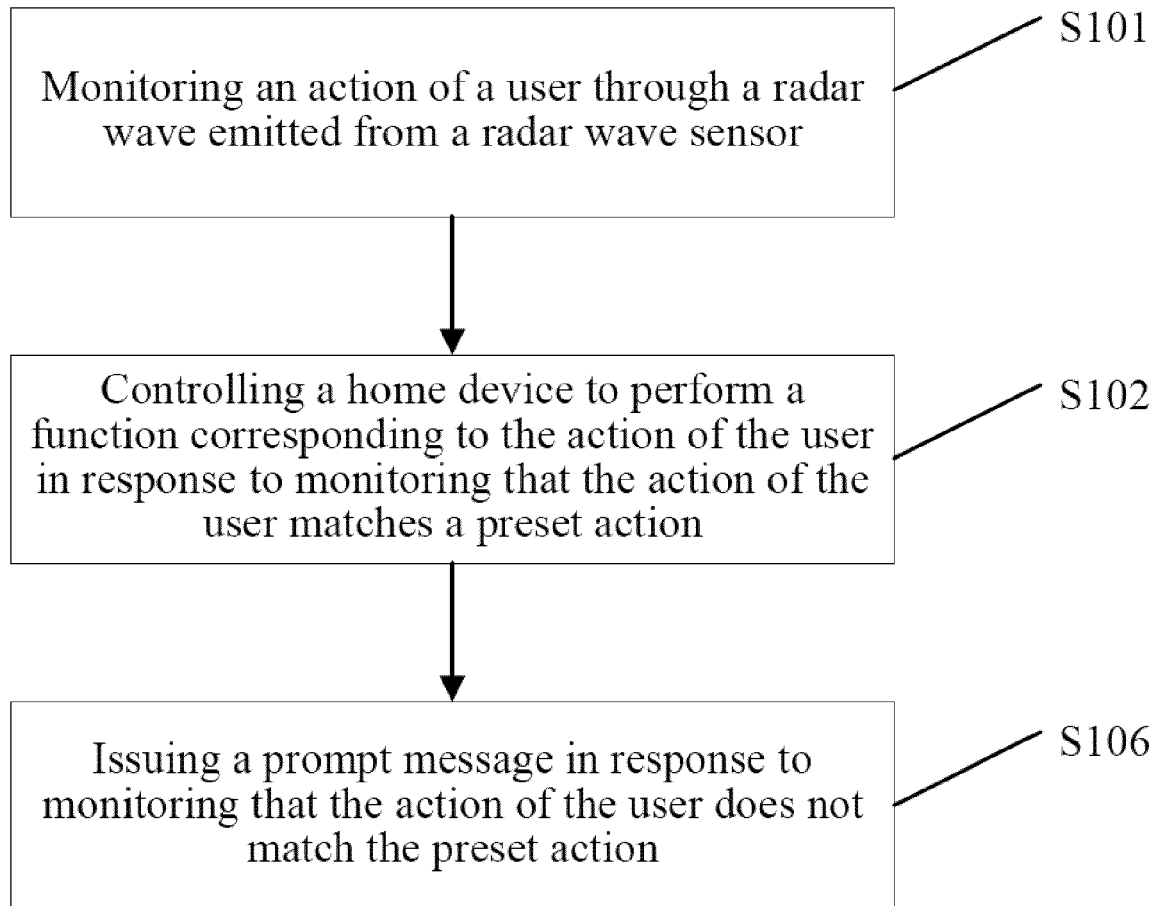 S101
Monitoring an action of a user through a radar
wave emitted from a radar wave sensor
S102
Controlling a home device to perform a
function corresponding to the action of the user
in response to monitoring that the action of the
user matches a preset action
S106
Issuing a prompt message in response to
monitoring that the action of the user does not
match the preset action